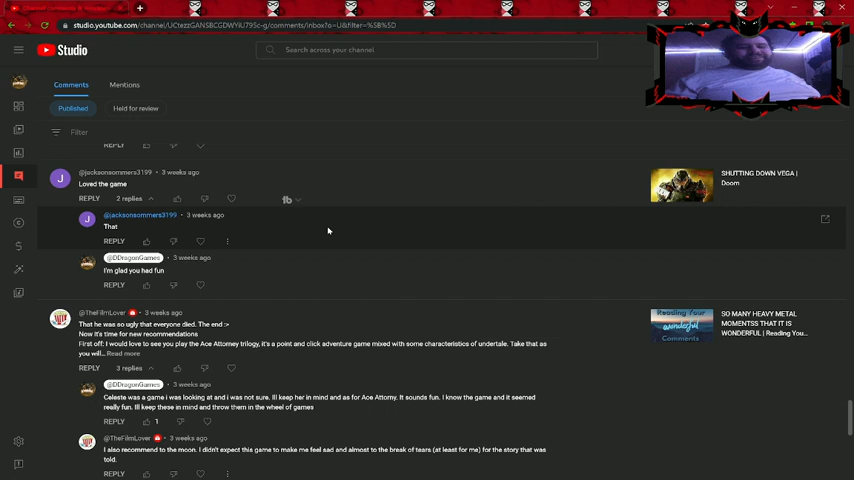 studio.youtube.com/channel/UCtezzGANSBCGDWYiU795c-g/comments/inbox?o=U&filter=%5B%5D
Studio
Search across your channel
Comments
Mentions
Published
Held for review
Filter
REPLY
@jacksonsommers3199 • 3 weeks ago
Loved the game
REPLY 2 replies
SHUTTING DOWN VEGA |
Doom
@jacksonsommers3199 • 3 weeks ago
That
REPLY
@DDragonGames • 3 weeks ago
I'm glad you had fun
REPLY
@TheFilmLover • 3 weeks ago
That he was so ugly that everyone died. The end :>
Now it's time for new recommendations
First off: I would love to see you play the Ace Attorney trilogy, it's a point and click adventure game mixed with some characteristics of undertale. Take that as
you will... Read more
REPLY 3 replies
Reading Your
wonderful
Comments
SO MANY HEAVY METAL
MOMENTSS THAT IT IS
WONDERFUL | Reading You...
@DDragonGames • 3 weeks ago
Celeste was a game i was looking at and i was not sure. Ill keep her in mind and as for Ace Attorny. It sounds fun. I know the game and it seemed
really fun. Ill keep these in mind and throw them in the wheel of games
REPLY 1
@TheFilmLover • 3 weeks ago
I also recommend to the moon. I didn't expect this game to make me feel sad and almost to the break of tears (at least for me) for the story that was
told.
REPLY